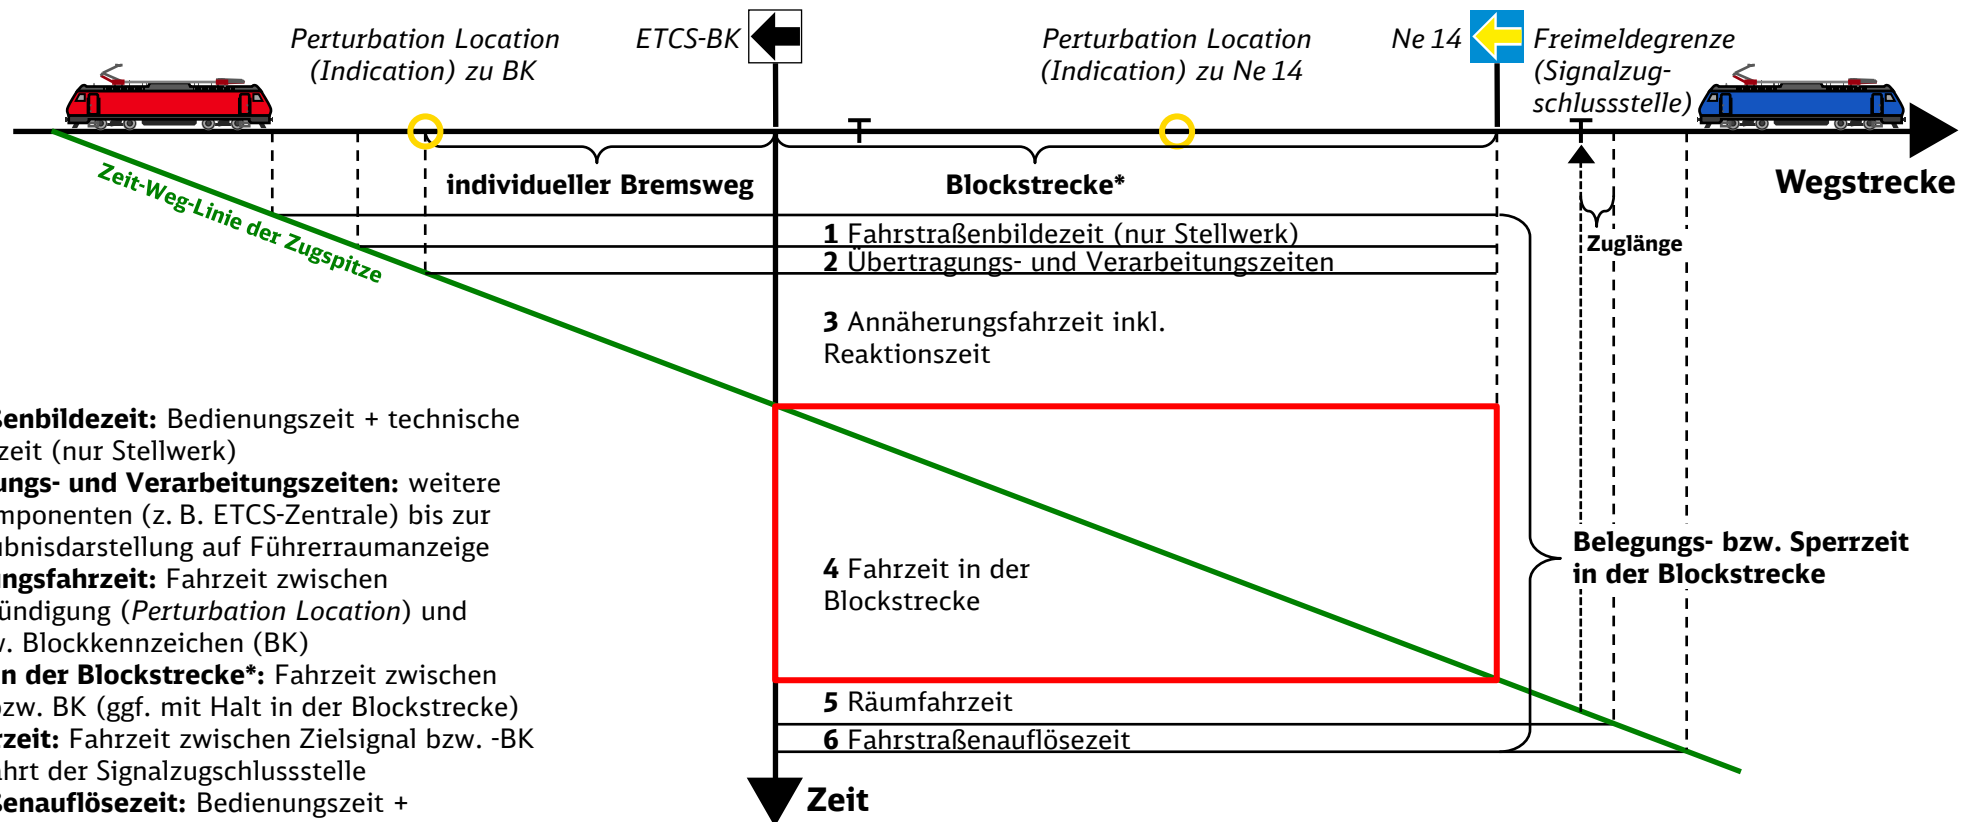 Perturbation Location
(Indication) zu BK
ETCS-BK
Perturbation Location
(Indication) zu Ne 14
Ne 14
Freimeldegrenze
(Signalzug-
schlussstelle)
Wegstrecke
individueller Bremsweg
Blockstrecke*
Zeit-Weg-Linie der Zugspitze
Zuglänge
1 Fahrstraßenbildezeit (nur Stellwerk)
2 Übertragungs- und Verarbeitungszeiten
3 Annäherungsfahrzeit inkl.
Reaktionszeit
4 Fahrzeit in der
Blockstrecke
5 Räumfahrzeit
6 Fahrstraßenauflösezeit
Belegungs- bzw. Sperrzeit
in der Blockstrecke
Zeit
ßenbildezeit: Bedienungszeit + technische
zeit (nur Stellwerk)
ungs- und Verarbeitungszeiten: weitere
mponenten (z. B. ETCS-Zentrale) bis zur
ubnisdarstellung auf Führerraumanzeige
ngsfahrzeit: Fahrzeit zwischen
ündigung (Perturbation Location) und
w. Blockkennzeichen (BK)
n der Blockstrecke*: Fahrzeit zwischen
bzw. BK (ggf. mit Halt in der Blockstrecke)
rzeit: Fahrzeit zwischen Zielsignal bzw. -BK
ahrt der Signalzugschlussstelle
ßenauflösezeit: Bedienungszeit +